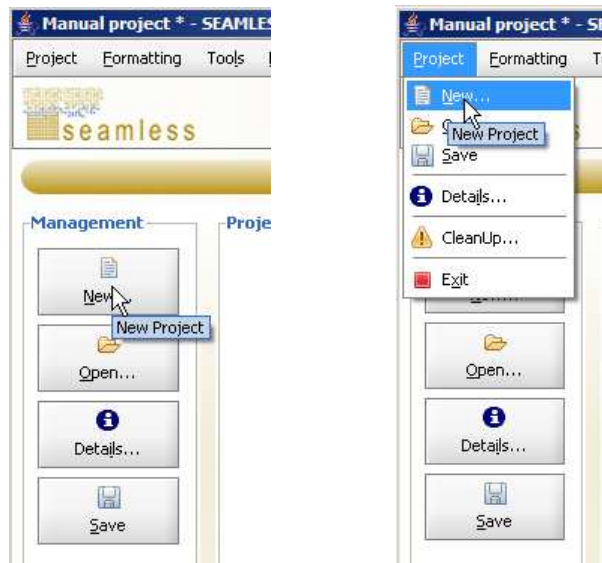 Manual project * - SEAMLES
Project Formatting Tools
seamless
Management
Proje
New...
New Project
Open...
Details...
Save
Manual project * - SE
Project Formatting T
New...
New Project
Save
Details...
CleanUp...
Exit
Open...
Details...
Save